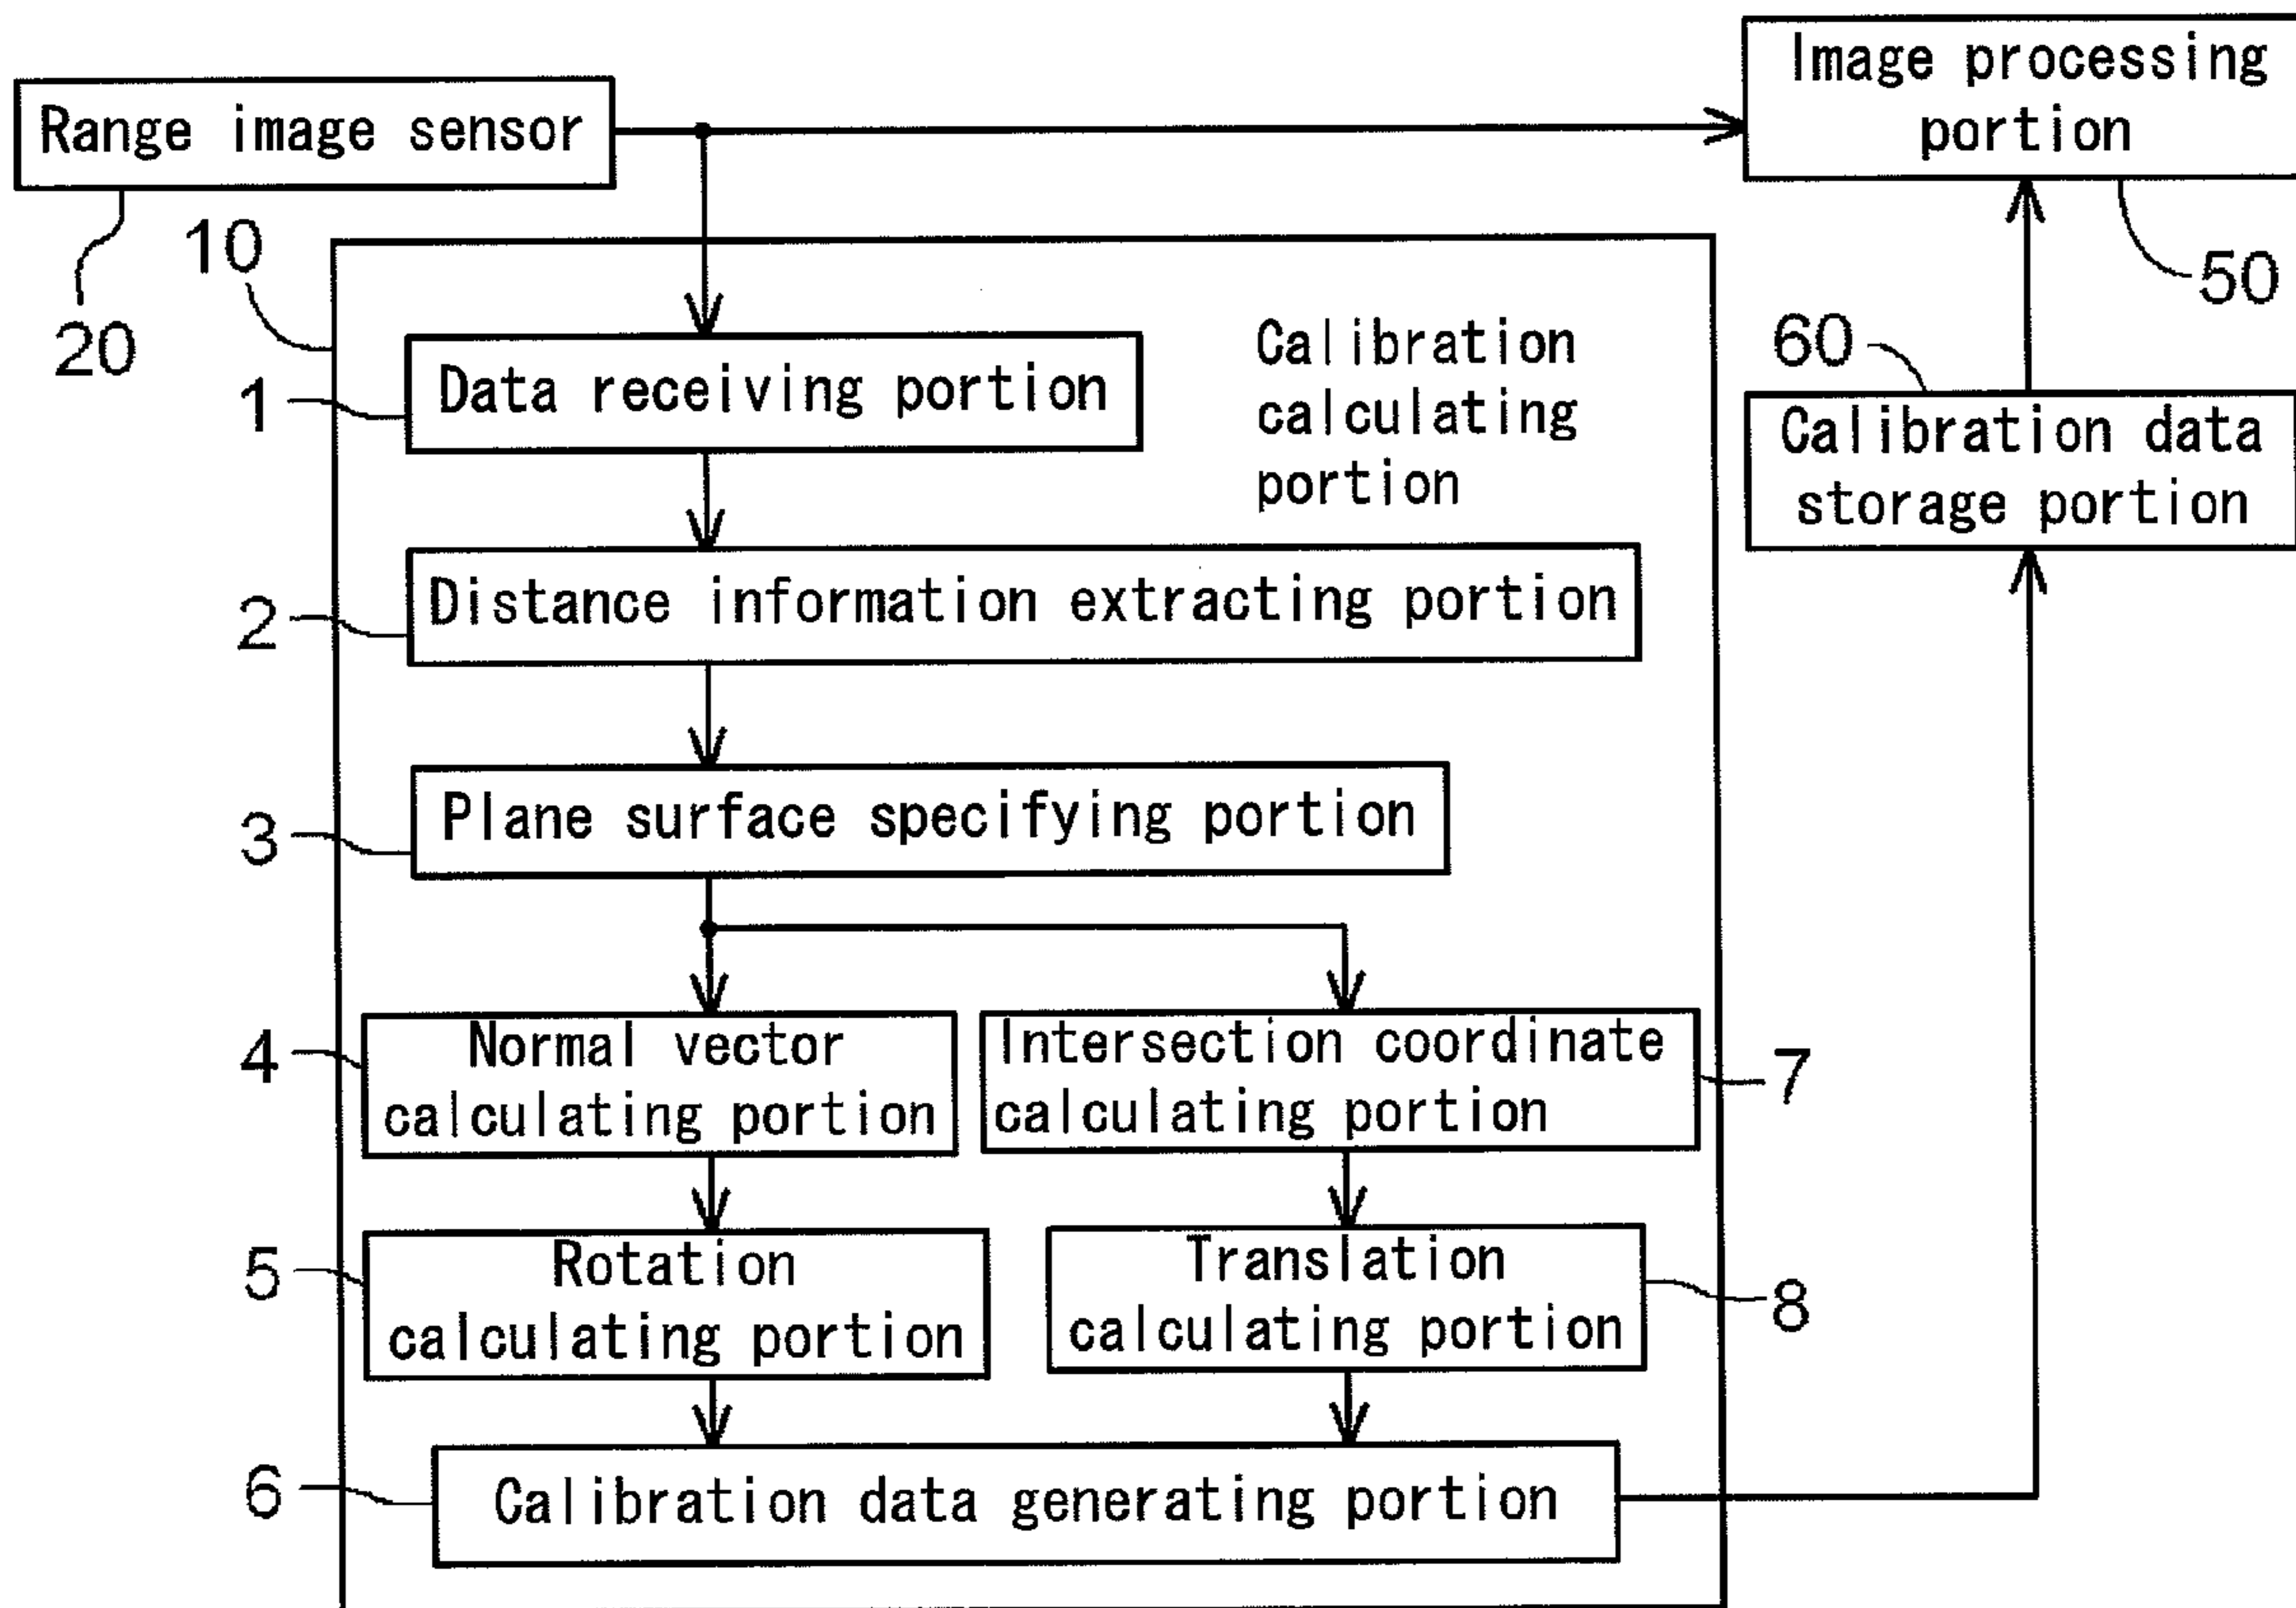 Range image sensor
20
Image processing
portion
50
10
Calibration
calculating
portion
1
Data receiving portion
60
Calibration data
storage portion
2
Distance information extracting portion
3
Plane surface specifying portion
4
Normal vector
calculating portion
Intersection coordinate
calculating portion
7
5
Rotation
calculating portion
Translation
calculating portion
8
6
Calibration data generating portion